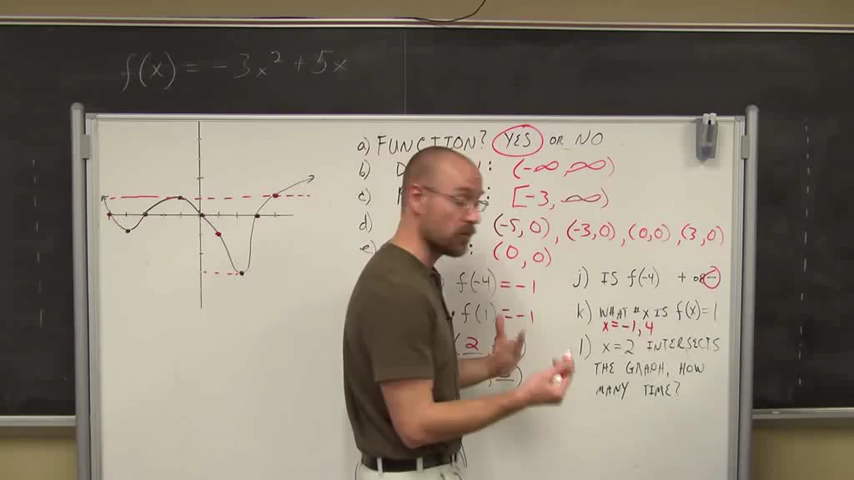 f(x) = -3x² + 5x
a) FUNCTION? YES OR NO
b) (-∞, ∞)
c) [-3, ∞)
d) (-5, 0), (-3, 0), (0,0), (3, 0)
e) : (0, 0)
f(-4) = -1
f(1) = -1
(2
j) IS f(-4) + OR -
k) WHAT "X IS f(x) = 1
x = -1, 4
l) x = 2 INTERSECTS
THE GRAPH, HOW
MANY TIME?